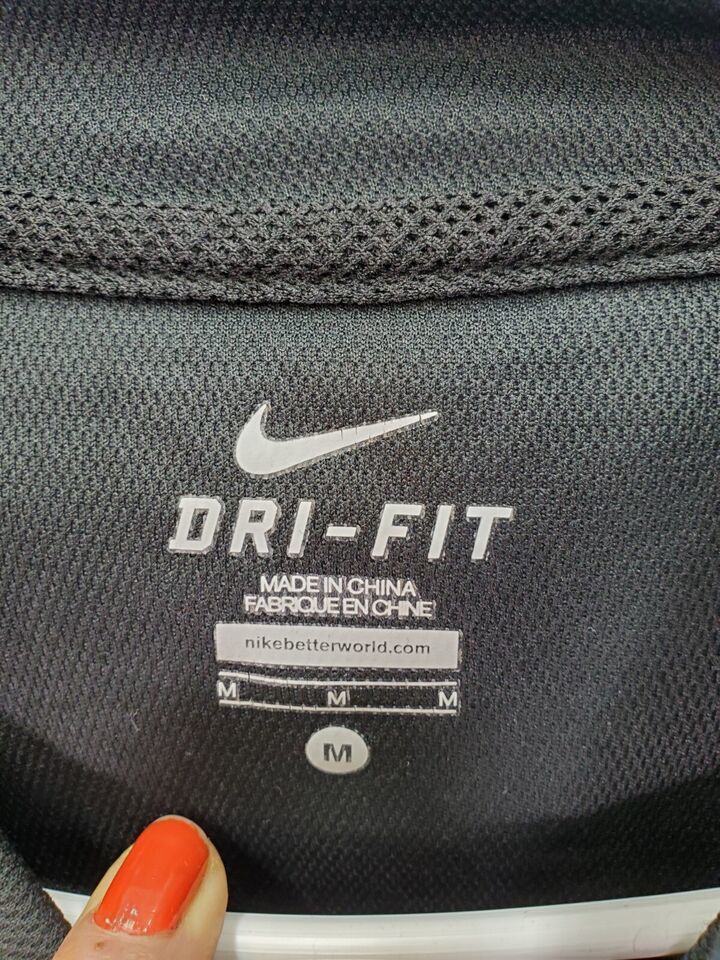 DRI-FIT
MADE IN CHINA
FABRIQUE EN CHINE
nikebetterworld.com
M M M
M